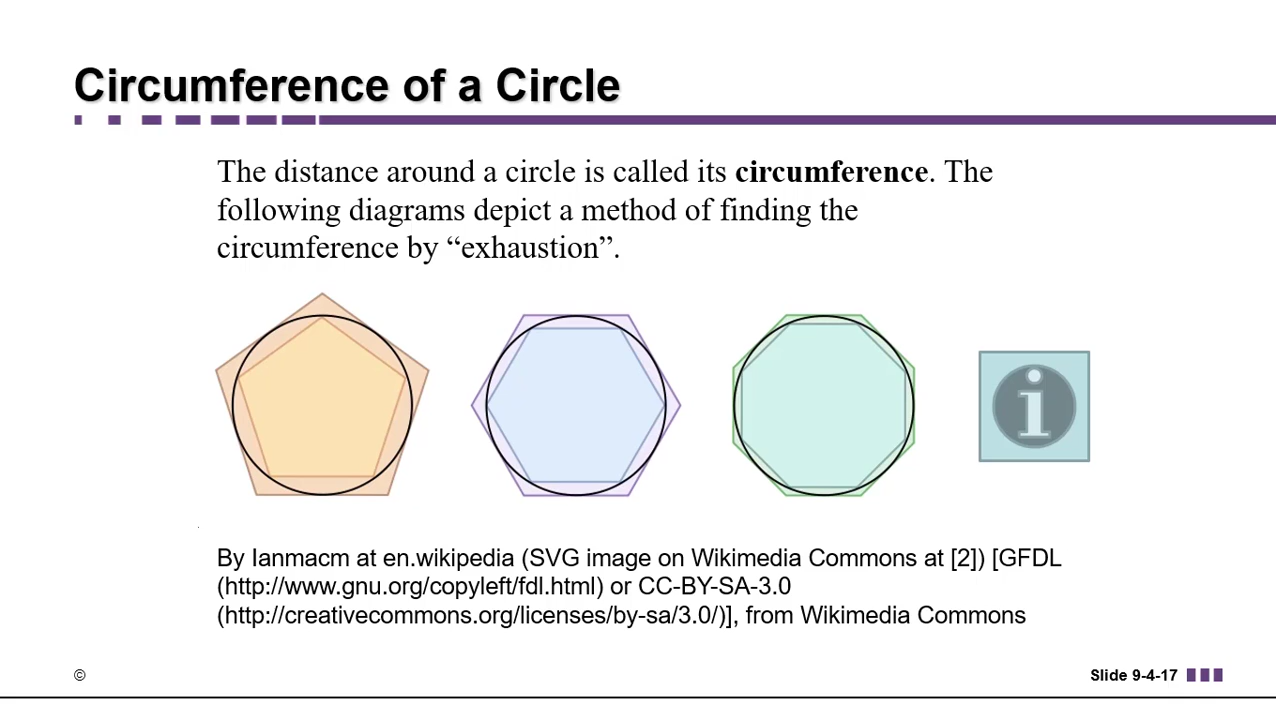 Circumference of a Circle
The distance around a circle is called its circumference. The
following diagrams depict a method of finding the
circumference by “exhaustion”.
i
By Ianmacm at en.wikipedia (SVG image on Wikimedia Commons at [2]) [GFDL
(http://www.gnu.org/copyleft/fdl.html) or CC-BY-SA-3.0
(http://creativecommons.org/licenses/by-sa/3.0/)], from Wikimedia Commons
©
Slide 9-4-17